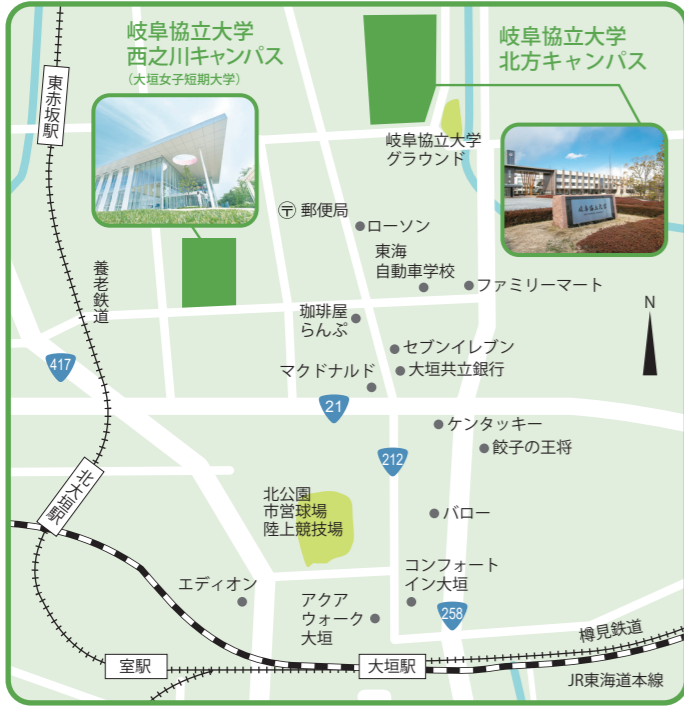 岐阜協立大学
西之川キャンパス
(大垣女子短期大学)
岐阜協立大学
北方キャンパス
東赤坂駅
岐阜協立大学
グラウンド
岐阜協立大学
〒 郵便局
ローソン
東海
自動車学校
ファミリーマート
養老鉄道
珈琲屋
らんぷ
N
セブンイレブン
大垣共立銀行
417
マクドナルド
21
ケンタッキー
餃子の王将
212
北大垣駅
北公園
市営球場
陸上競技場
バロー
コンフォート
イン大垣
エディオン
アクア
ウォーク
大垣
258
樽見鉄道
室駅
大垣駅
JR東海道本線